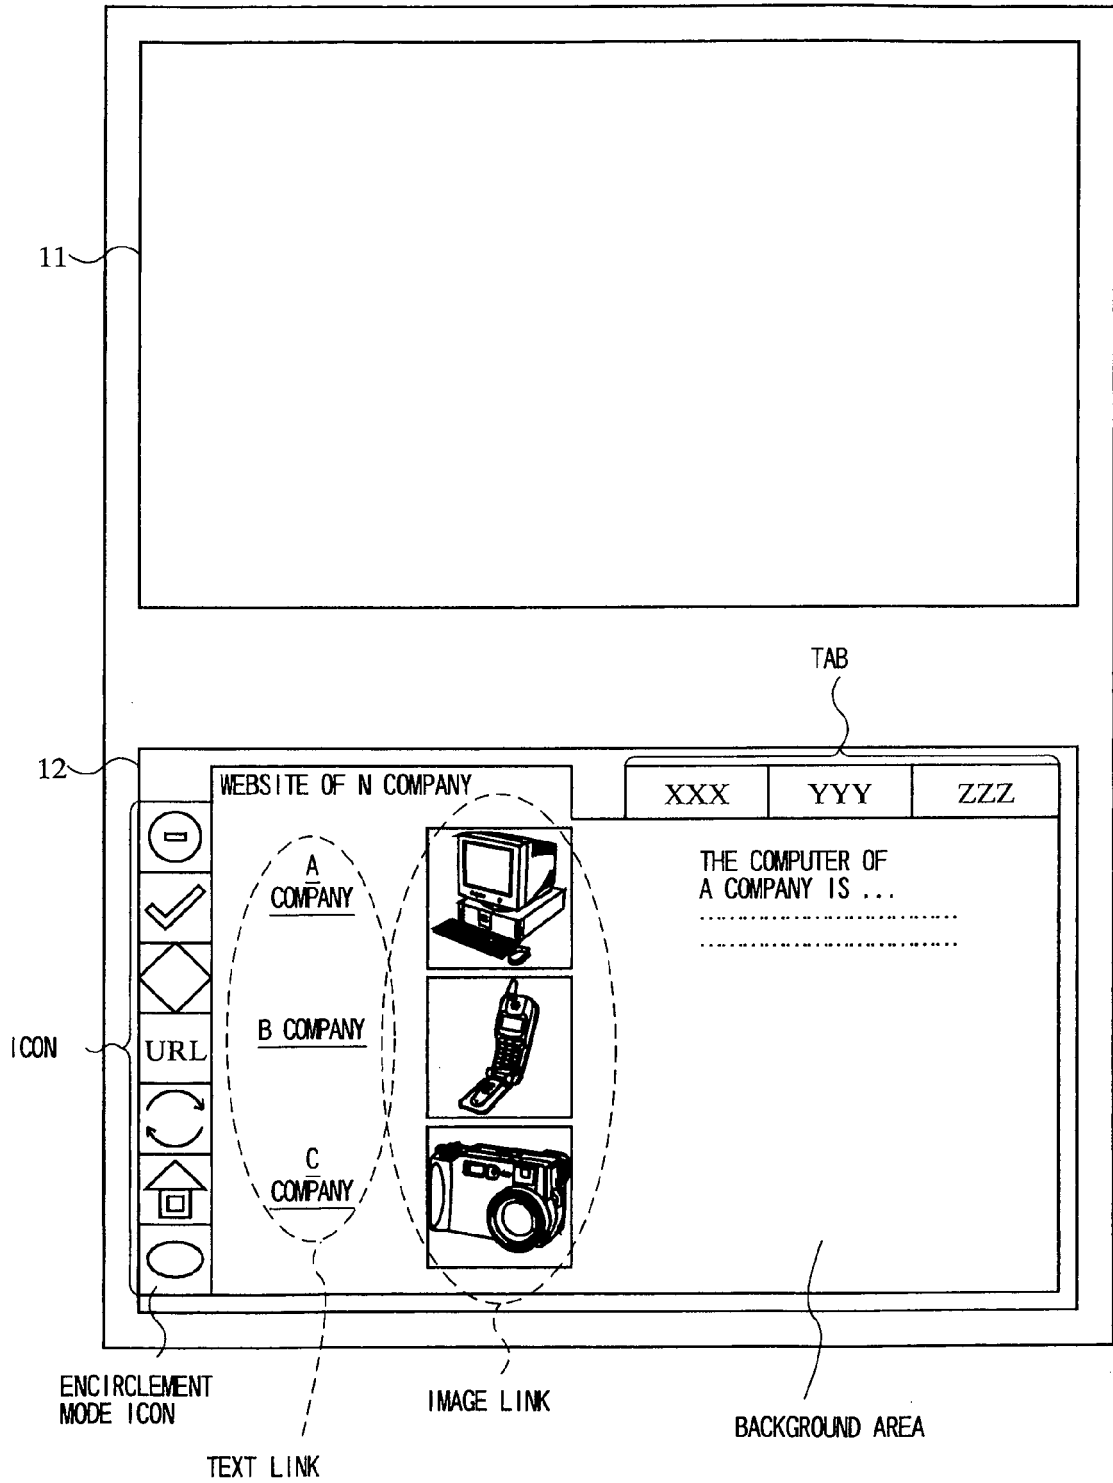 11
TAB
12
WEBSITE OF N COMPANY
XXX
YYY
ZZZ
A
COMPANY
THE COMPUTER OF
A COMPANY IS ...
B COMPANY
URL
ICON
C
COMPANY
ENCIRCLEMENT
MODE ICON
IMAGE LINK
BACKGROUND AREA
TEXT LINK